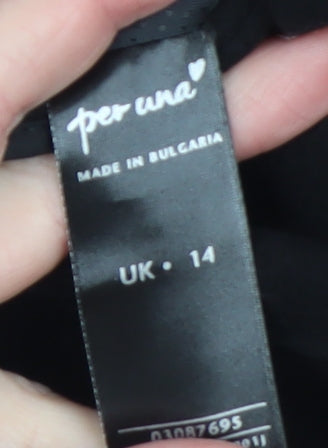 per una
MADE IN BULGARIA
UK • 14
03087695